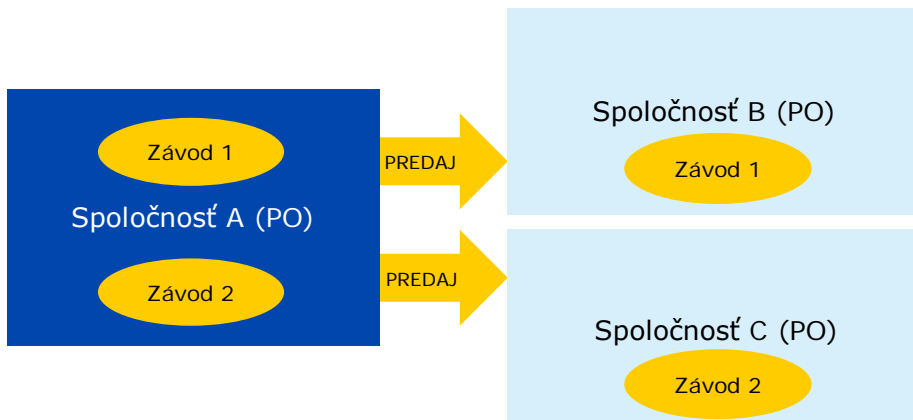 Závod 1
Spoločnosť A (PO)
Závod 2
PREDAJ
PREDAJ
Spoločnosť B (PO)
Závod 1
Spoločnosť C (PO)
Závod 2